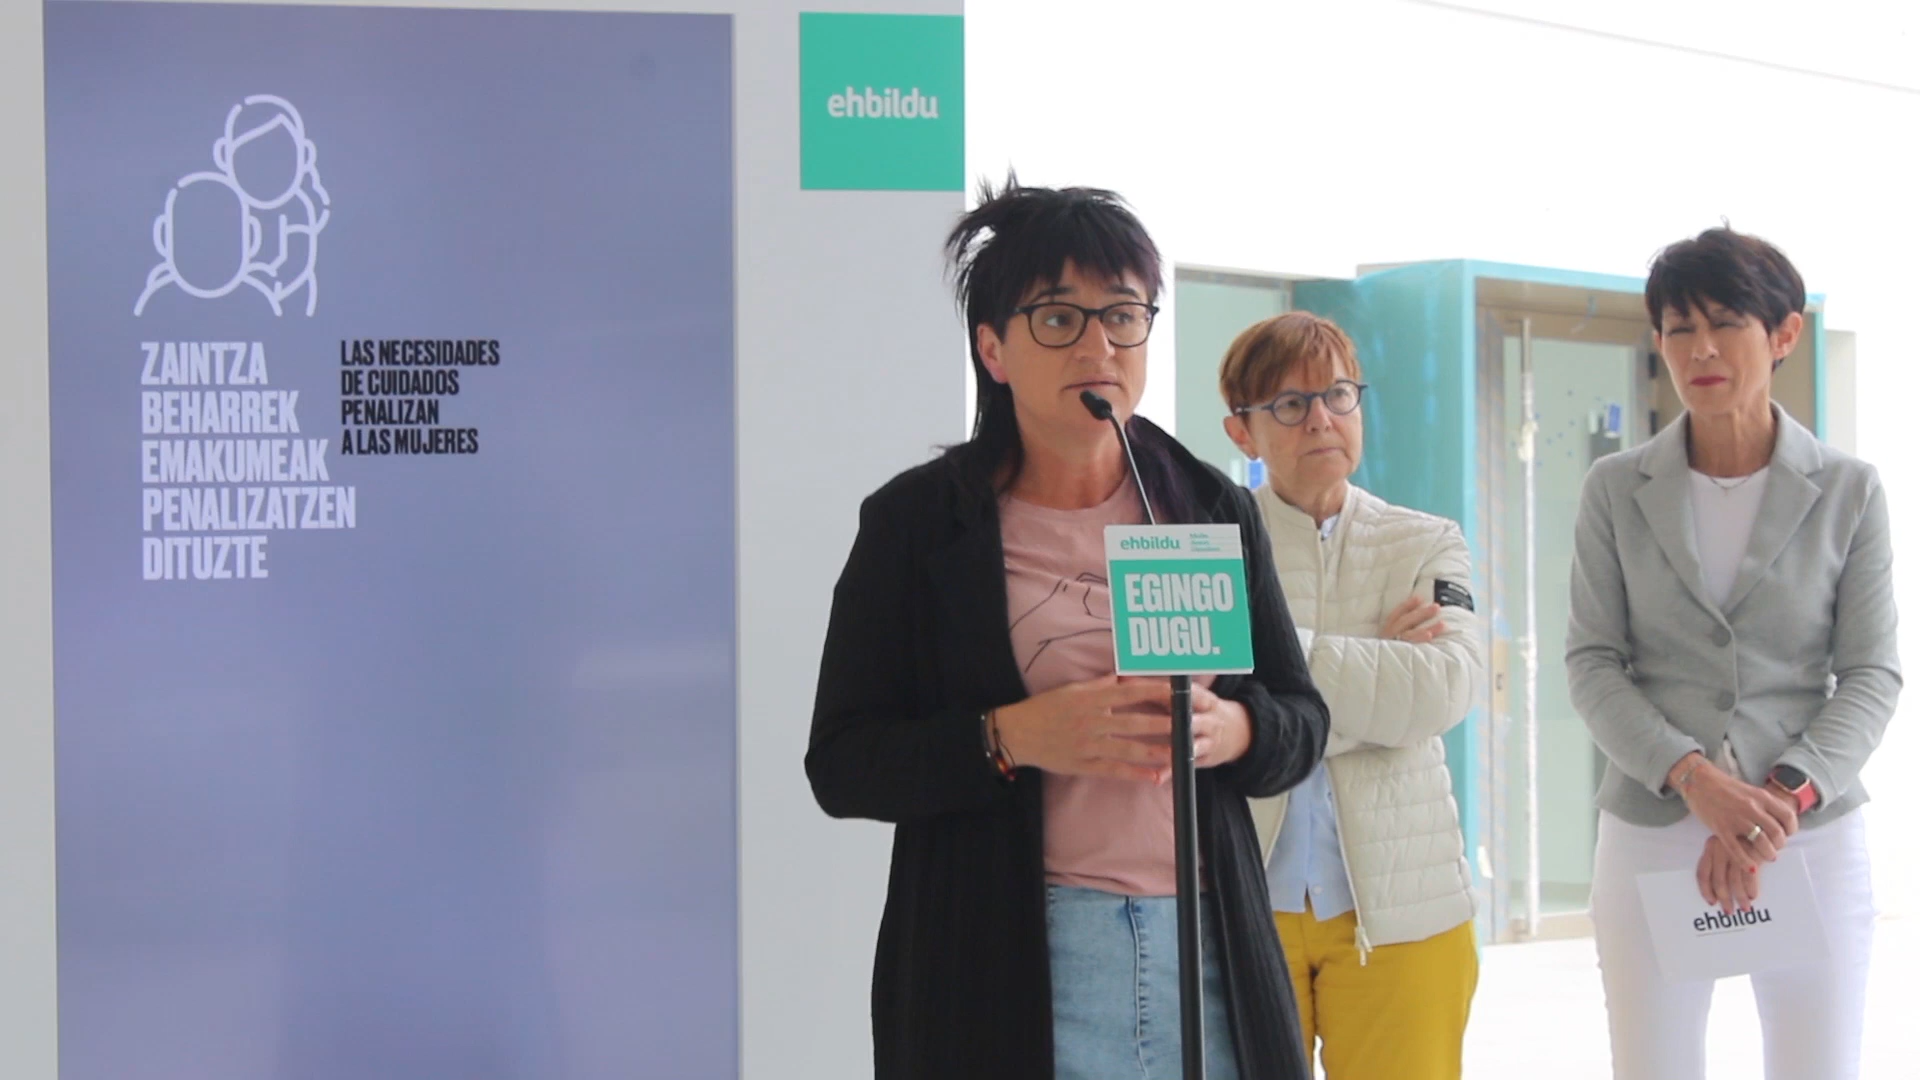 ehbildu
ZAINTZA
BEHARREK
EMAKUMEAK
PENALIZATZEN
DITUZTE
LAS NECESIDADES
DE CUIDADOS
PENALIZAN
A LAS MUJERES
ehbildu
EGINGO
DUGU.
ehbildu